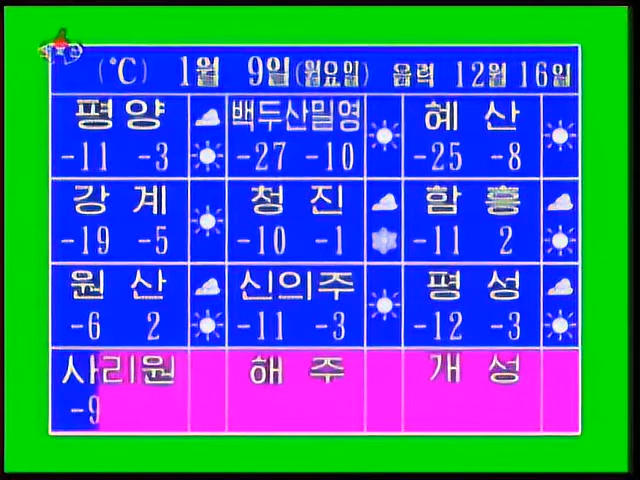 (℃) 1월 9일(월요일) 음력 12월 16일
평양 백두산밀영 혜산
-11 -3 -27 -10 -25 -8
강계 청진 함흥
-19 -5 -10 -1 -11 2
원산 신의주 평성
-6 2 -11 -3 -12 -3
사리원 해주 개성
-9